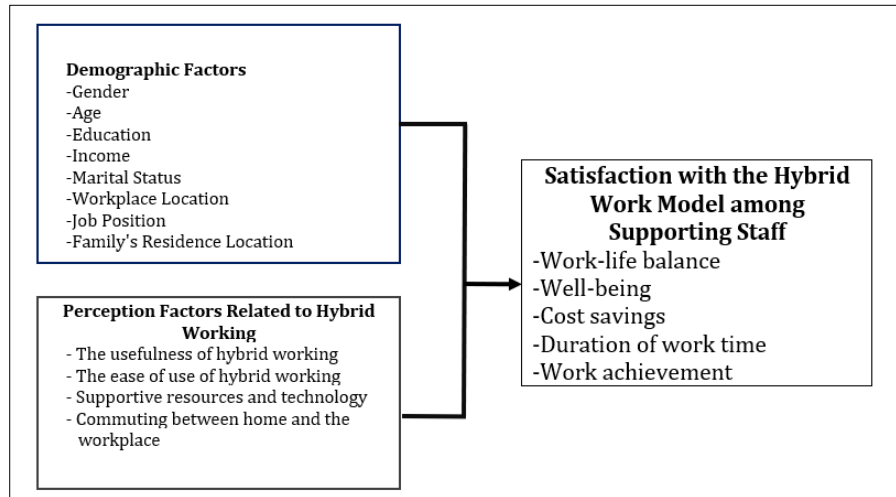 Demographic Factors
-Gender
-Age
-Education
-Income
-Marital Status
-Workplace Location
-Job Position
-Family's Residence Location
Perception Factors Related to Hybrid
Working
- The usefulness of hybrid working
- The ease of use of hybrid working
- Supportive resources and technology
- Commuting between home and the
workplace
Satisfaction with the Hybrid
Work Model among
Supporting Staff
-Work-life balance
-Well-being
-Cost savings
-Duration of work time
-Work achievement